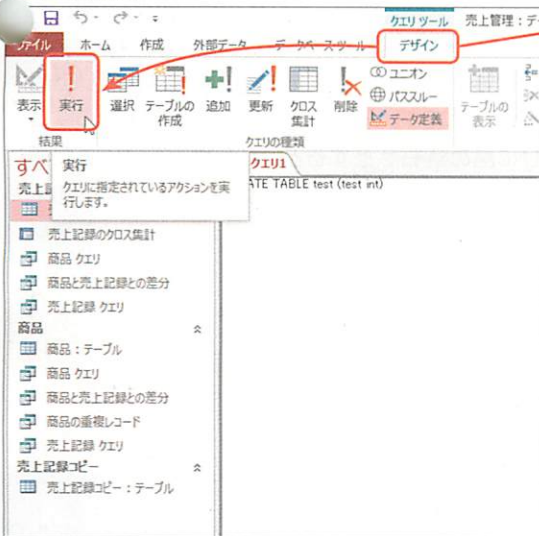 クエリ ツール 売上管理：デー
ファイル ホーム 作成 外部データ データベース ツール デザイン
表示 実行 選択 テーブルの作成 追加 更新 クロス集計 削除 ユニオン パススルー データ定義 テーブルの表示
結果 クエリの種類
すべ
クエリ1
実行
クエリに指定されているアクションを実
行します。
ATE TABLE test (test int)
売上記
売上記録のクロス集計
商品 クエリ
商品と売上記録との差分
売上記録 クエリ
商品
商品：テーブル
商品 クエリ
商品と売上記録との差分
商品の重複レコード
売上記録 クエリ
売上記録コピー
売上記録コピー：テーブル